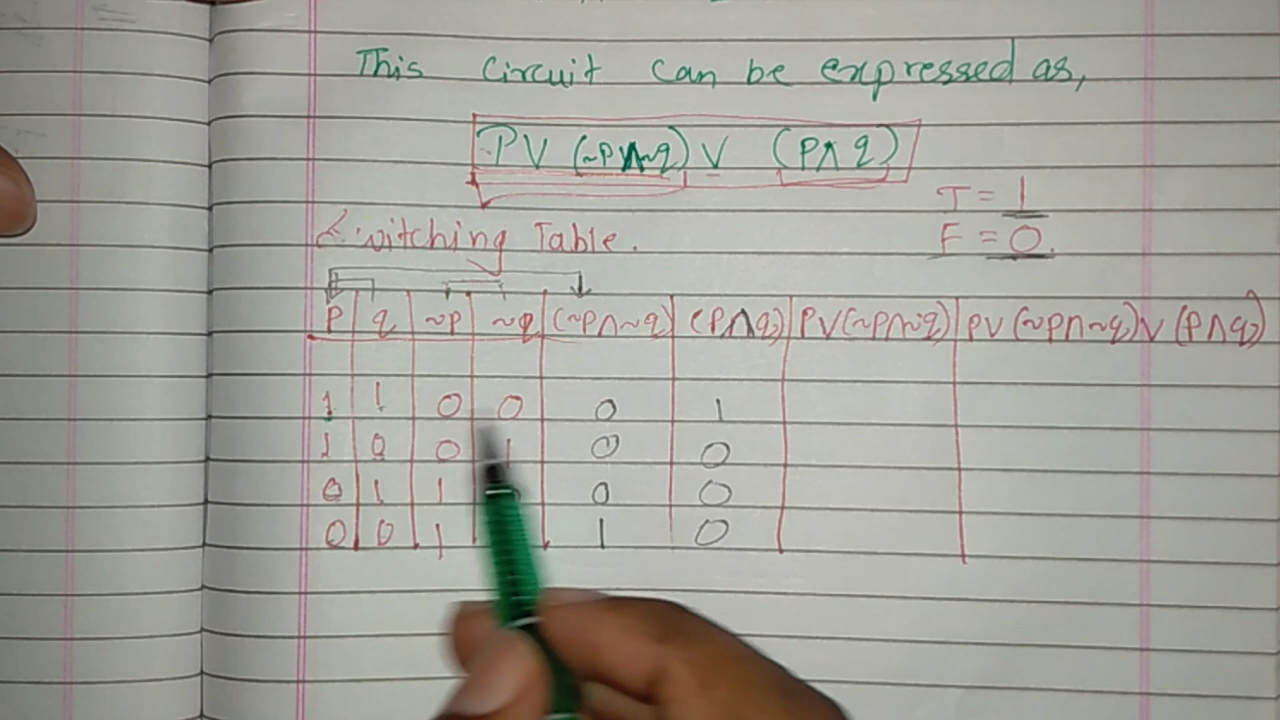 This circuit can be expressed as,
PV (~P∧~q) V (P∧q)
T = 1
F = 0.
Switching Table.
P q ~P ~q (~P∧~q) (P∧q) PV(~P∧~q) PV(~P∧~q)V(P∧q)
1 1 0 0 0 1
1 0 0 1 0 0
0 1 1 0 0
0 0 1 1 0